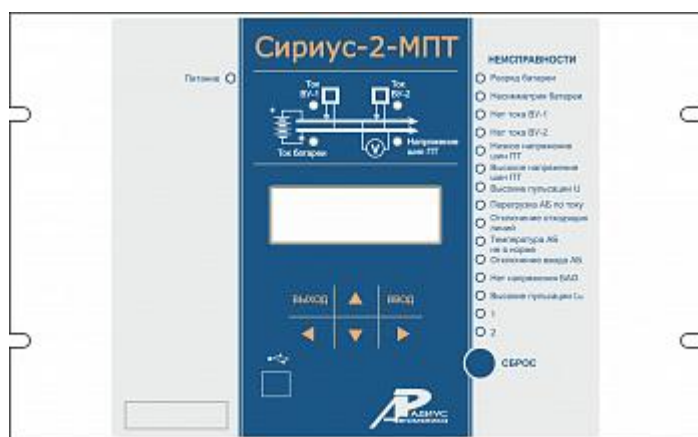 Сириус-2-МПТ
Питание
Ток
ВУ-1
Ток
ВУ-2
Ток батареи
Напряжение
шин ПТ
V
ВЫХОД
ВВОД
НЕИСПРАВНОСТИ
Разряд батареи
Несимметрия батареи
Нет тока ВУ-1
Нет тока ВУ-2
Низкое напряжение
шин ПТ
Высокое напряжение
шин ПТ
Высокие пульсации U
Перегрузка АБ по току
Отключение отходящих
линий
Температура АБ
не в норме
Отключение ввода АБ
Нет напряжения БАО
Высокие пульсации
1
2
СБРОС
РАДИУС
Автоматика